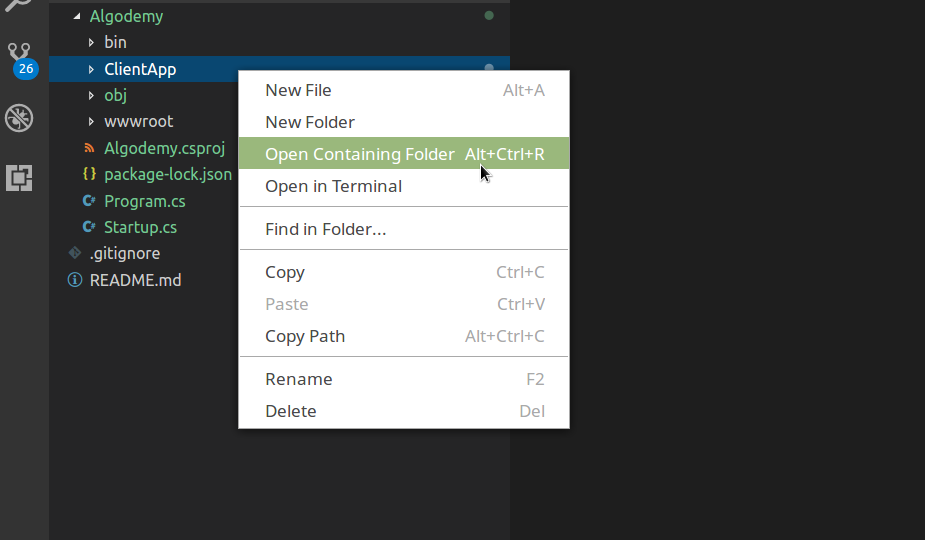 Algodemy
bin
ClientApp
obj
wwwroot
Algodemy.csproj
{} package-lock.json
C# Program.cs
C# Startup.cs
.gitignore
README.md
26
New File Alt+A
New Folder
Open Containing Folder Alt+Ctrl+R
Open in Terminal
Find in Folder...
Copy Ctrl+C
Paste Ctrl+V
Copy Path Alt+Ctrl+C
Rename F2
Delete Del